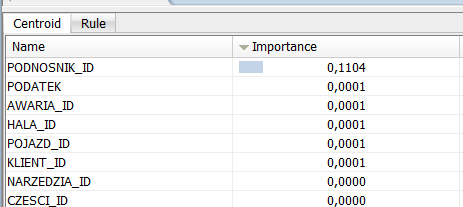 Centroid Rule
Name Importance
PODNOSNIK_ID 0,1104
PODATEK 0,0001
AWARIA_ID 0,0001
HALA_ID 0,0001
POJAZD_ID 0,0001
KLIENT_ID 0,0001
NARZEDZIA_ID 0,0000
CZESCI_ID 0,0000